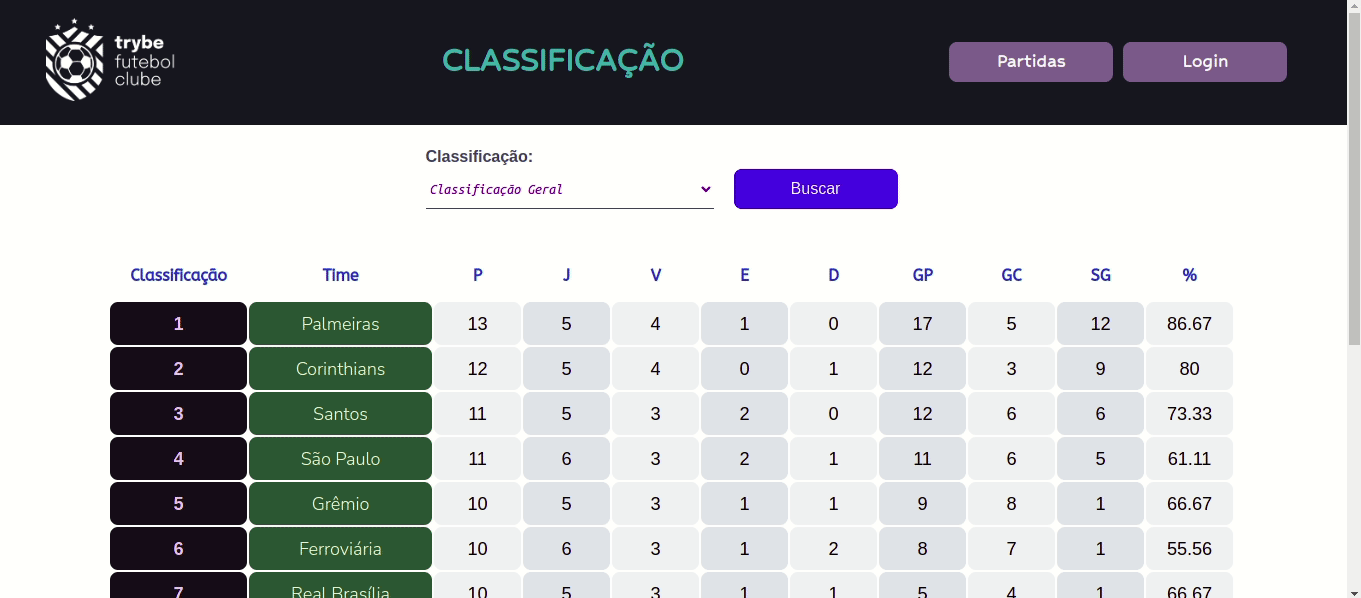 trybe
futebol
clube
CLASSIFICAÇÃO
Partidas
Login
Classificação:
Classificação Geral
Buscar
Classificação Time P J V E D GP GC SG %
1 Palmeiras 13 5 4 1 0 17 5 12 86.67
2 Corinthians 12 5 4 0 1 12 3 9 80
3 Santos 11 5 3 2 0 12 6 6 73.33
4 São Paulo 11 6 3 2 1 11 6 5 61.11
5 Grêmio 10 5 3 1 1 9 8 1 66.67
6 Ferroviária 10 6 3 1 2 8 7 1 55.56
7 Real Brasília 10 5 3 1 1 5 4 1 66.67